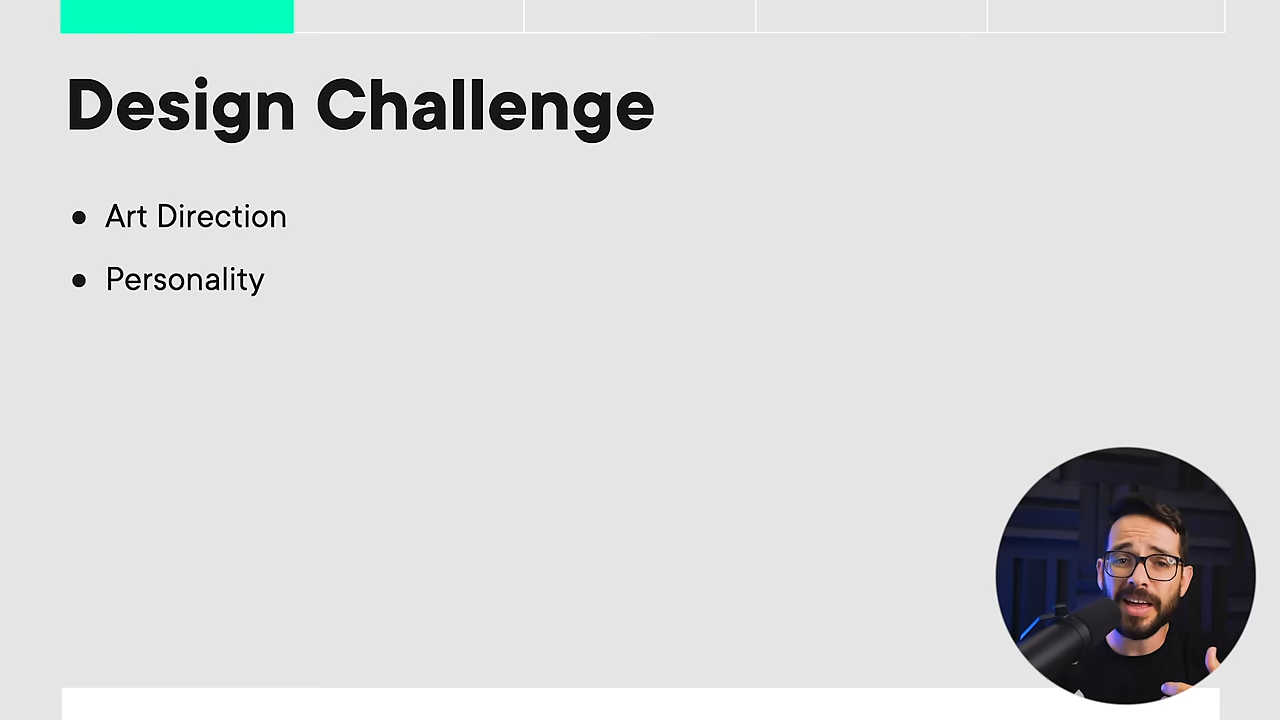 Design Challenge
● Art Direction
● Personality